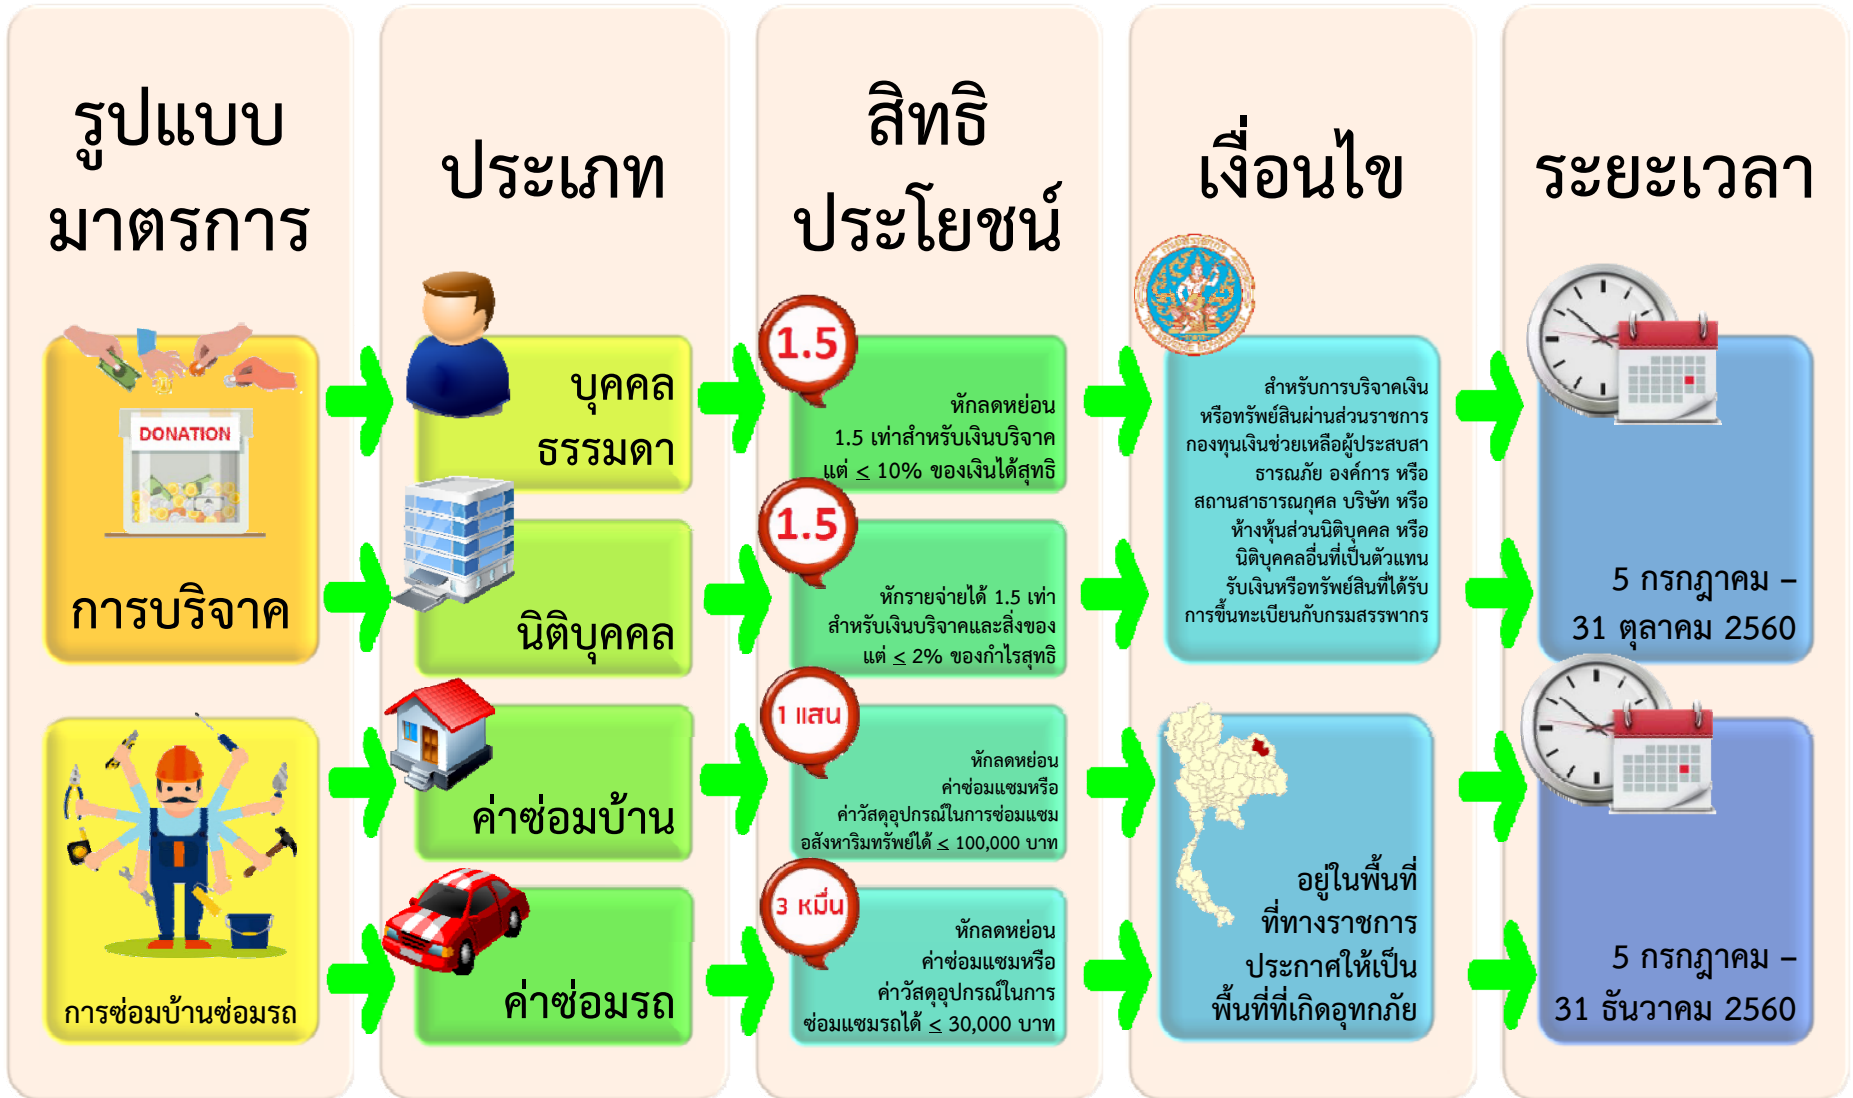 รูปแบบ
มาตรการ
ประเภท
สิทธิ
ประโยชน์
เงื่อนไข
ระยะเวลา
DONATION
การบริจาค
บุคคล
ธรรมดา
1.5
หักลดหย่อน
1.5 เท่าสำหรับเงินบริจาค
แต่ ≤ 10% ของเงินได้สุทธิ
นิติบุคคล
1.5
หักรายจ่ายได้ 1.5 เท่า
สำหรับเงินบริจาคและสิ่งของ
แต่ ≤ 2% ของกำไรสุทธิ
สำหรับการบริจาคเงิน
หรือทรัพย์สินผ่านส่วนราชการ
กองทุนเงินช่วยเหลือผู้ประสบสา
ธารณภัย องค์การ หรือ
สถานสาธารณกุศล บริษัท หรือ
ห้างหุ้นส่วนนิติบุคคล หรือ
นิติบุคคลอื่นที่เป็นตัวแทน
รับเงินหรือทรัพย์สินที่ได้รับ
การขึ้นทะเบียนกับกรมสรรพากร
5 กรกฎาคม –
31 ตุลาคม 2560
การซ่อมบ้านซ่อมรถ
ค่าซ่อมบ้าน
1 แสน
หักลดหย่อน
ค่าซ่อมแซมหรือ
ค่าวัสดุอุปกรณ์ในการซ่อมแซม
อสังหาริมทรัพย์ได้ ≤ 100,000 บาท
ค่าซ่อมรถ
3 หมื่น
หักลดหย่อน
ค่าซ่อมแซมหรือ
ค่าวัสดุอุปกรณ์ในการ
ซ่อมแซมรถได้ ≤ 30,000 บาท
อยู่ในพื้นที่
ที่ทางราชการ
ประกาศให้เป็น
พื้นที่ที่เกิดอุทกภัย
5 กรกฎาคม –
31 ธันวาคม 2560